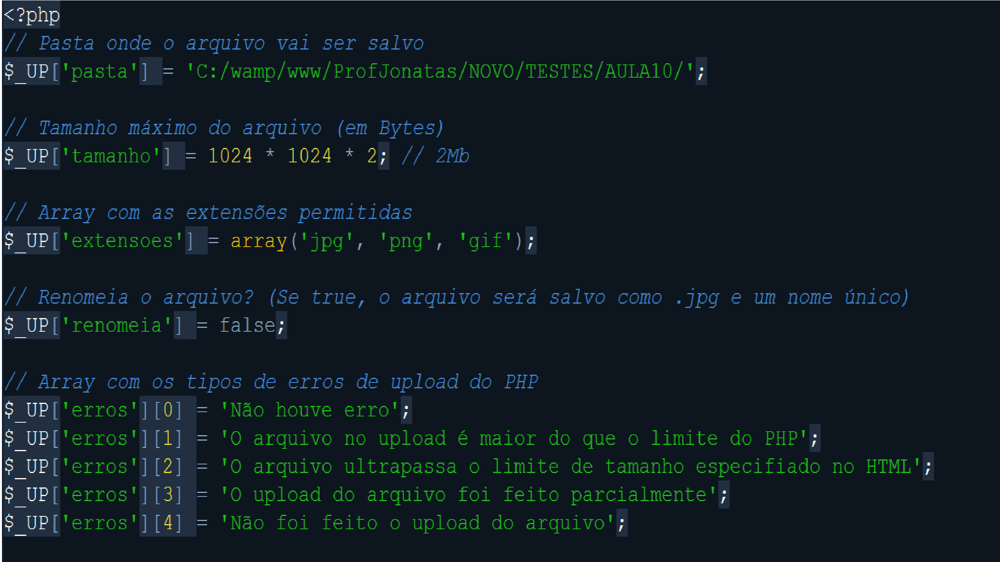 <?php
// Pasta onde o arquivo vai ser salvo
$_UP['pasta'] = 'C:/wamp/www/ProfJonatas/NOVO/TESTES/AULA10/';
// Tamanho máximo do arquivo (em Bytes)
$_UP['tamanho'] = 1024 * 1024 * 2; // 2Mb
// Array com as extensões permitidas
$_UP['extensoes'] = array('jpg', 'png', 'gif');
// Renomeia o arquivo? (Se true, o arquivo será salvo como .jpg e um nome único)
$_UP['renomeia'] = false;
// Array com os tipos de erros de upload do PHP
$_UP['erros'][0] = 'Não houve erro';
$_UP['erros'][1] = 'O arquivo no upload é maior do que o limite do PHP';
$_UP['erros'][2] = 'O arquivo ultrapassa o limite de tamanho especifiado no HTML';
$_UP['erros'][3] = 'O upload do arquivo foi feito parcialmente';
$_UP['erros'][4] = 'Não foi feito o upload do arquivo';